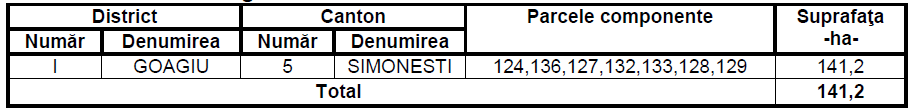 District Canton Parcele componente Suprafaţa -ha-
Număr Denumirea Număr Denumirea
I GOAGIU 5 SIMONESTI 124,136,127,132,133,128,129 141,2
Total 141,2